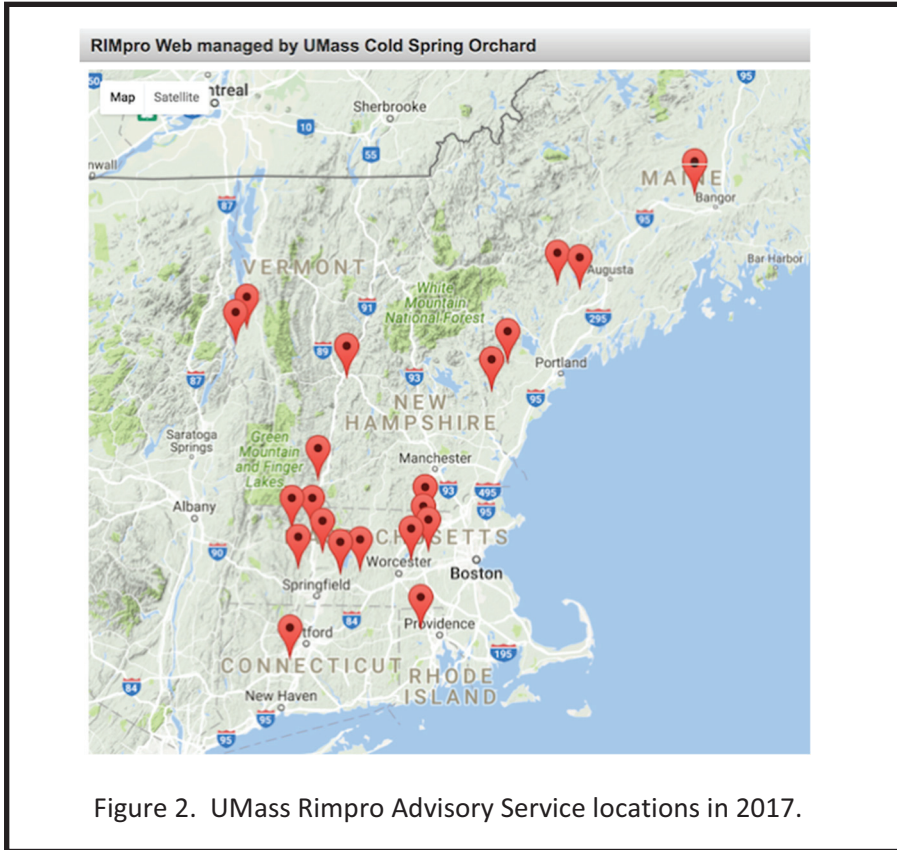 RIMpro Web managed by UMass Cold Spring Orchard
Map Satellite
ntreal
50
95
Sherbrooke
10
55
nwall
MAINE
Bangor
87
95
VERMONT
Augusta
Bar Harbor
White
Mountain
National Forest
91
295
89
Portland
87
93
95
NEW
HAMPSHIRE
Saratoga
Springs
Green
Mountain
and Finger
Lakes
Manchester
93
495
Albany
95
90
SETTS
Worcester
Boston
Springfield
84
Providence
tford
195
CONNECTICUT
RHODE
ISLAND
84
New Haven
95
95
Figure 2. UMass Rimpro Advisory Service locations in 2017.